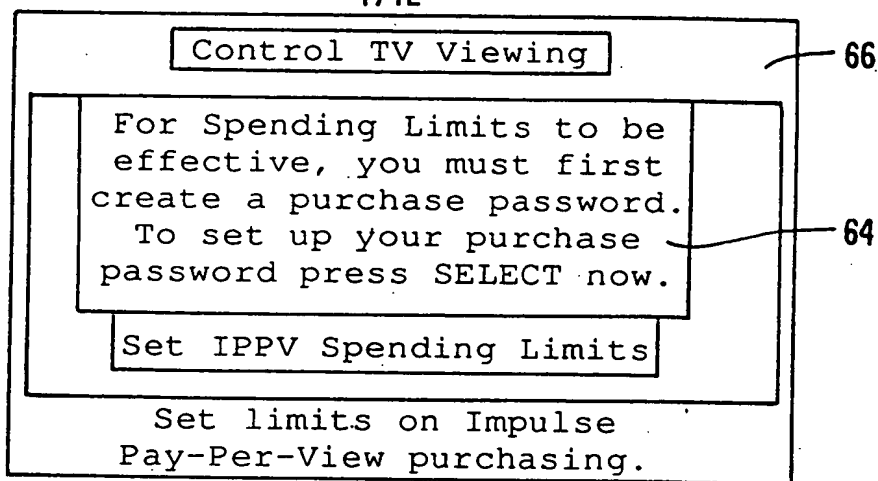 Control TV Viewing
66
For Spending Limits to be
effective, you must first
create a purchase password.
To set up your purchase
64
password press SELECT now.
Set IPPV Spending Limits
Set limits on Impulse
Pay-Per-View purchasing.